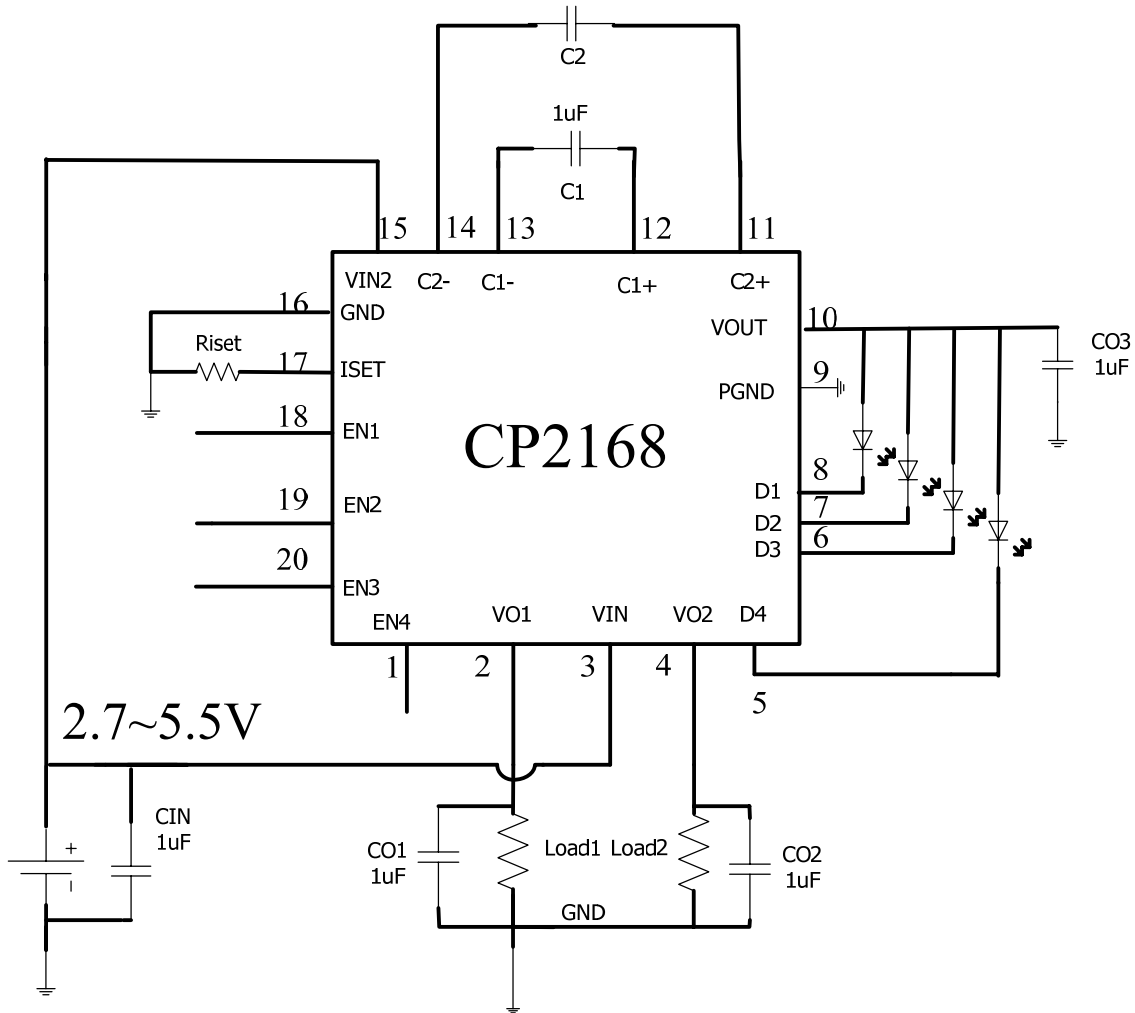 C2
1uF
C1
15
14
13
12
11
VIN2
C2-
C1-
C1+
C2+
16
GND
VOUT
10
Riset
17
ISET
CO3
1uF
PGND
9
18
EN1
CP2168
8
D1
19
EN2
7
D2
6
D3
20
EN3
EN4
VO1
VIN
VO2
D4
1
2
3
4
5
2.7~5.5V
CIN
1uF
+
-
CO1
1uF
Load1
Load2
CO2
1uF
GND